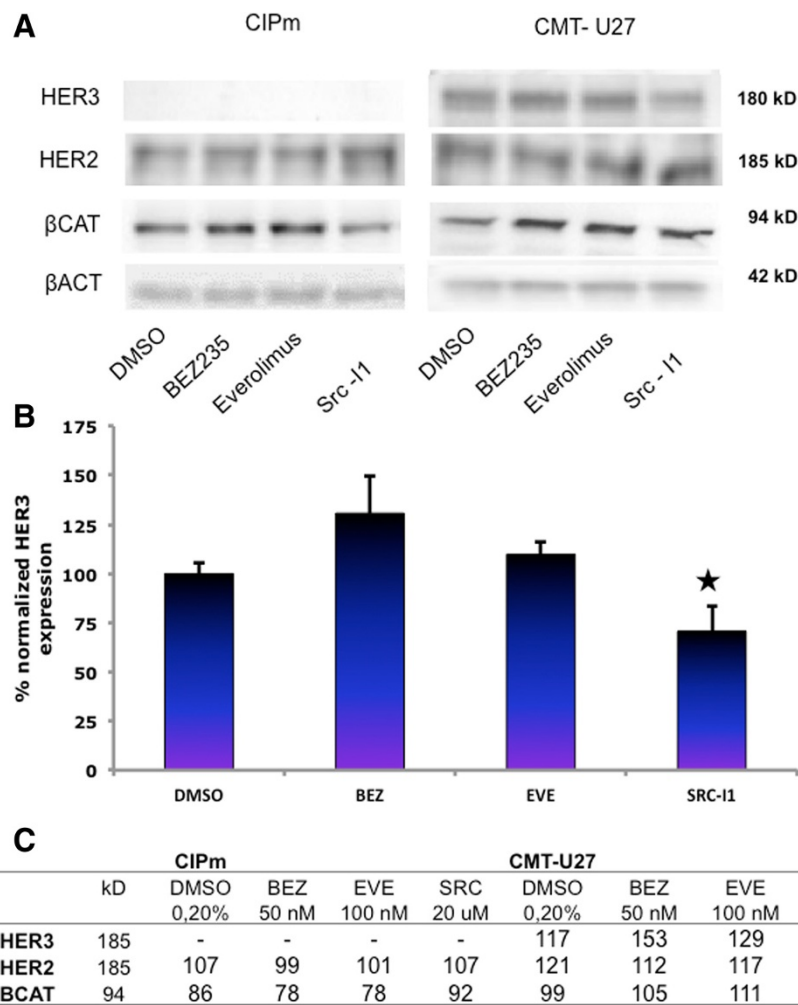 A
CIPm CMT- U27
HER3 180 kD
HER2 185 kD
βCAT 94 kD
βACT 42 kD
DMSO BEZ235 Everolimus Src -I1 DMSO BEZ235 Everolimus Src - I1
B
% normalized HER3
expression
175
150
125
100
75
50
25
0
DMSO BEZ EVE SRC-I1
C
CIPm CMT-U27
kD DMSO BEZ EVE SRC DMSO BEZ EVE
0,20% 50 nM 100 nM 20 uM 0,20% 50 nM 100 nM
HER3 185 - - - - 117 153 129
HER2 185 107 99 101 107 121 112 117
BCAT 94 86 78 78 92 99 105 111